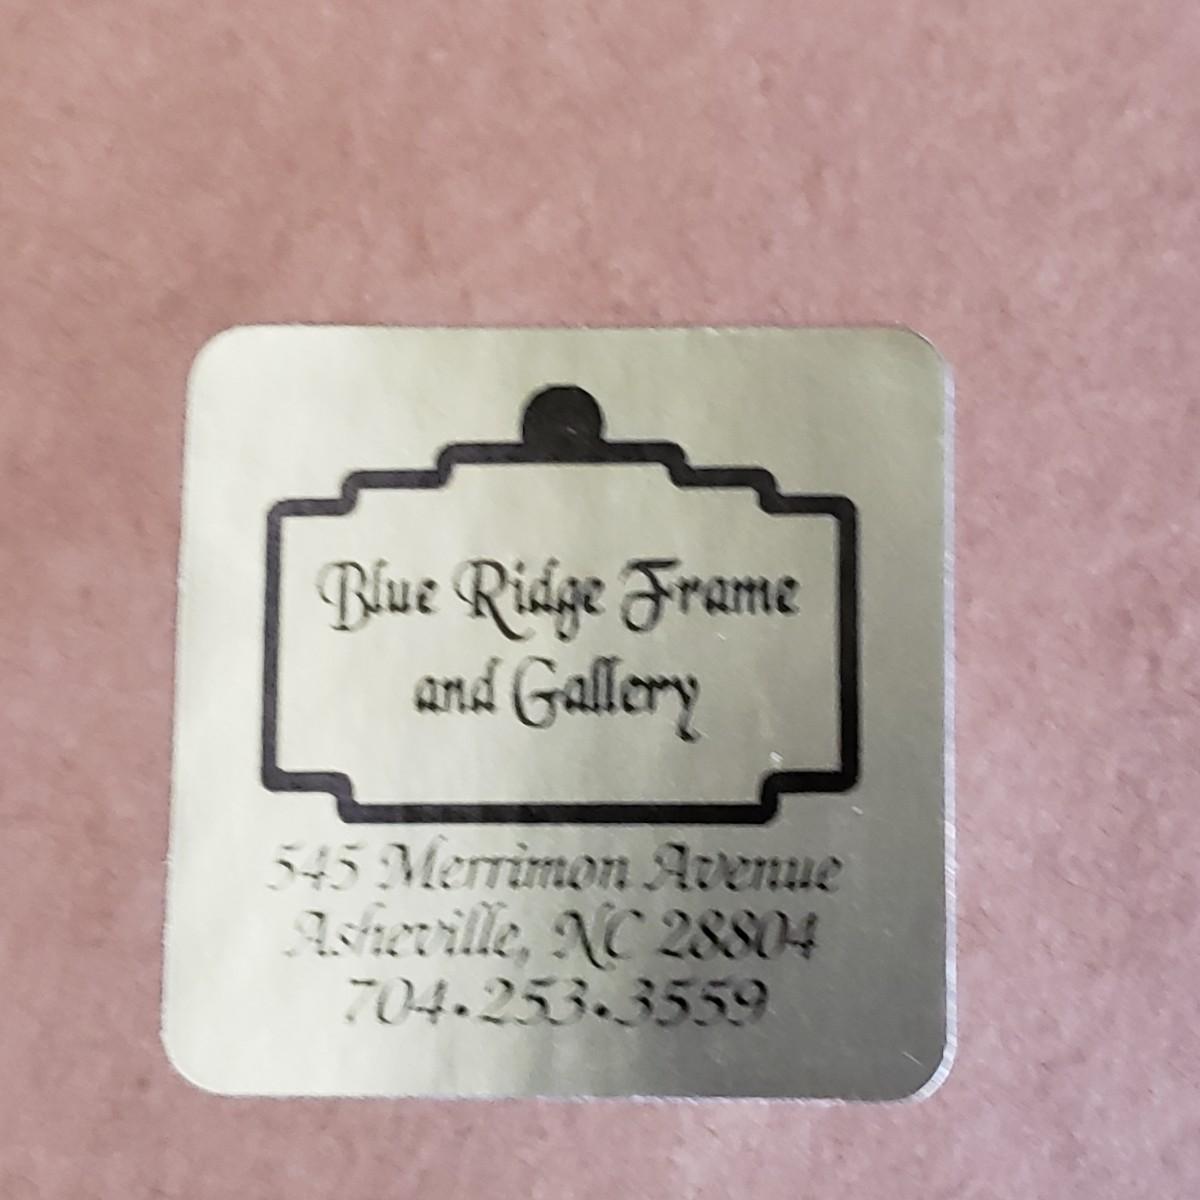 Blue Ridge Frame
and Gallery
545 Merrimon Avenue
Asheville, NC 28804
704•253•3559